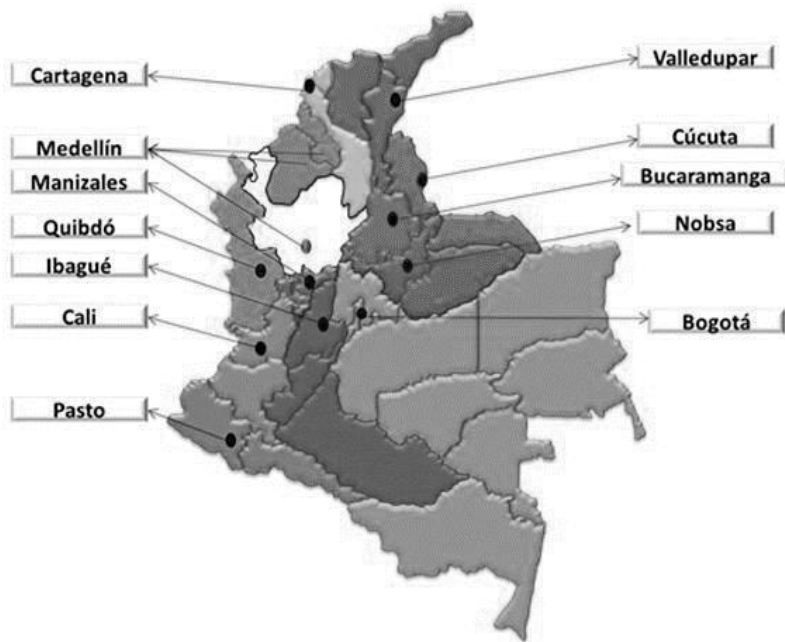 Cartagena
Medellín
Manizales
Quibdó
Ibagué
Cali
Pasto
Valledupar
Cúcuta
Bucaramanga
Nobsa
Bogotá